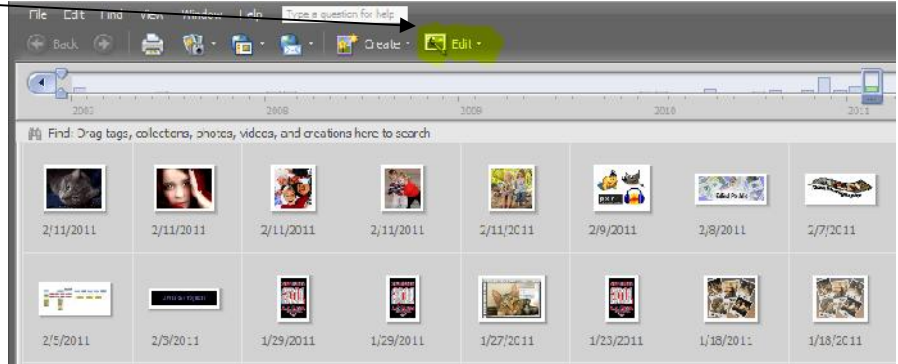 File Edit Find View Window Help Type a question for help
Back Create Edit
2007 2008 2009 2010 2011
Find: Drag tags, collections, photos, videos, and creations here to search
2/11/2011 2/11/2011 2/11/2011 2/11/2011 2/11/2011 2/9/2011 2/8/2011 2/7/2011
2/5/2011 2/3/2011 1/29/2011 1/29/2011 1/27/2011 1/23/2011 1/18/2011 1/18/2011